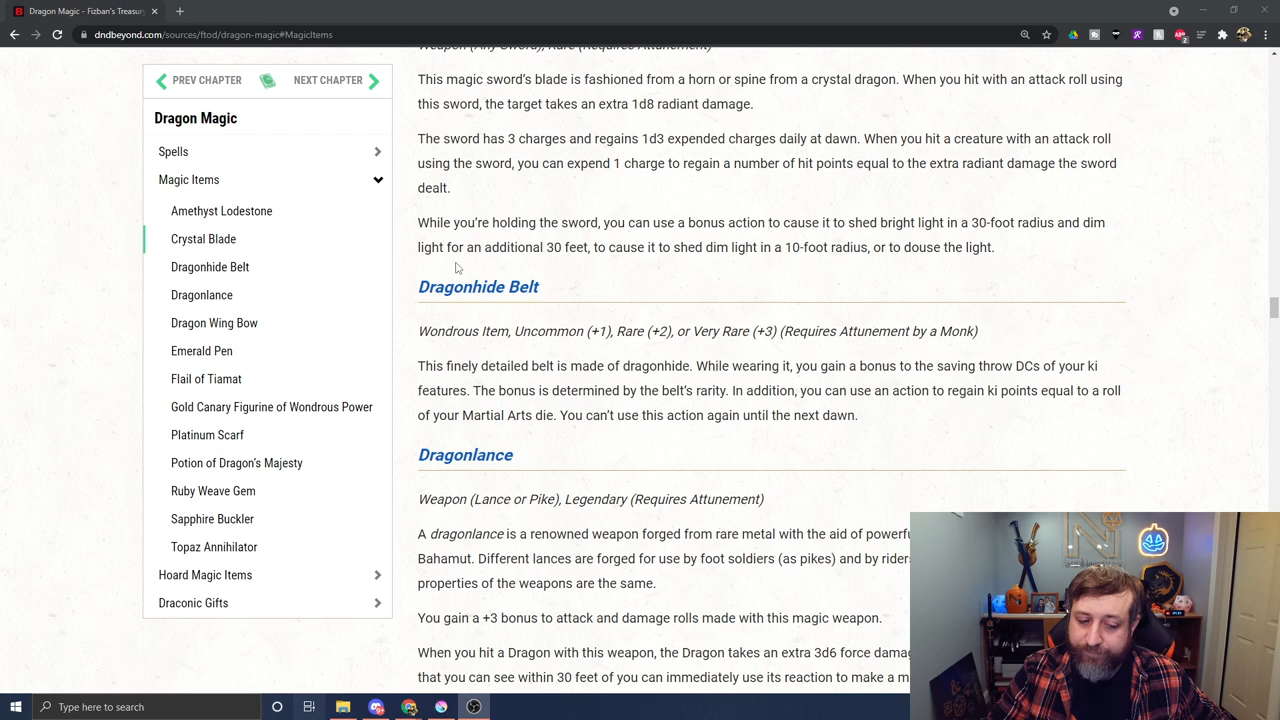 Dragon Magic - Fizban's Treasury
dndbeyond.com/sources/ftod/dragon-magic#MagicItems
PREV CHAPTER
NEXT CHAPTER
Dragon Magic
Spells
Magic Items
Amethyst Lodestone
Crystal Blade
Dragonhide Belt
Dragonlance
Dragon Wing Bow
Emerald Pen
Flail of Tiamat
Gold Canary Figurine of Wondrous Power
Platinum Scarf
Potion of Dragon's Majesty
Ruby Weave Gem
Sapphire Buckler
Topaz Annihilator
Hoard Magic Items
Draconic Gifts
Weapon (Any Sword), Rare (Requires Attunement)
This magic sword's blade is fashioned from a horn or spine from a crystal dragon. When you hit with an attack roll using
this sword, the target takes an extra 1d8 radiant damage.
The sword has 3 charges and regains 1d3 expended charges daily at dawn. When you hit a creature with an attack roll
using the sword, you can expend 1 charge to regain a number of hit points equal to the extra radiant damage the sword
dealt.
While you're holding the sword, you can use a bonus action to cause it to shed bright light in a 30-foot radius and dim
light for an additional 30 feet, to cause it to shed dim light in a 10-foot radius, or to douse the light.
Dragonhide Belt
Wondrous Item, Uncommon (+1), Rare (+2), or Very Rare (+3) (Requires Attunement by a Monk)
This finely detailed belt is made of dragonhide. While wearing it, you gain a bonus to the saving throw DCs of your ki
features. The bonus is determined by the belt's rarity. In addition, you can use an action to regain ki points equal to a roll
of your Martial Arts die. You can't use this action again until the next dawn.
Dragonlance
Weapon (Lance or Pike), Legendary (Requires Attunement)
A dragonlance is a renowned weapon forged from rare metal with the aid of powerfu
Bahamut. Different lances are forged for use by foot soldiers (as pikes) and by riders
properties of the weapons are the same.
You gain a +3 bonus to attack and damage rolls made with this magic weapon.
When you hit a Dragon with this weapon, the Dragon takes an extra 3d6 force damag
that you can see within 30 feet of you can immediately use its reaction to make a m
Type here to search